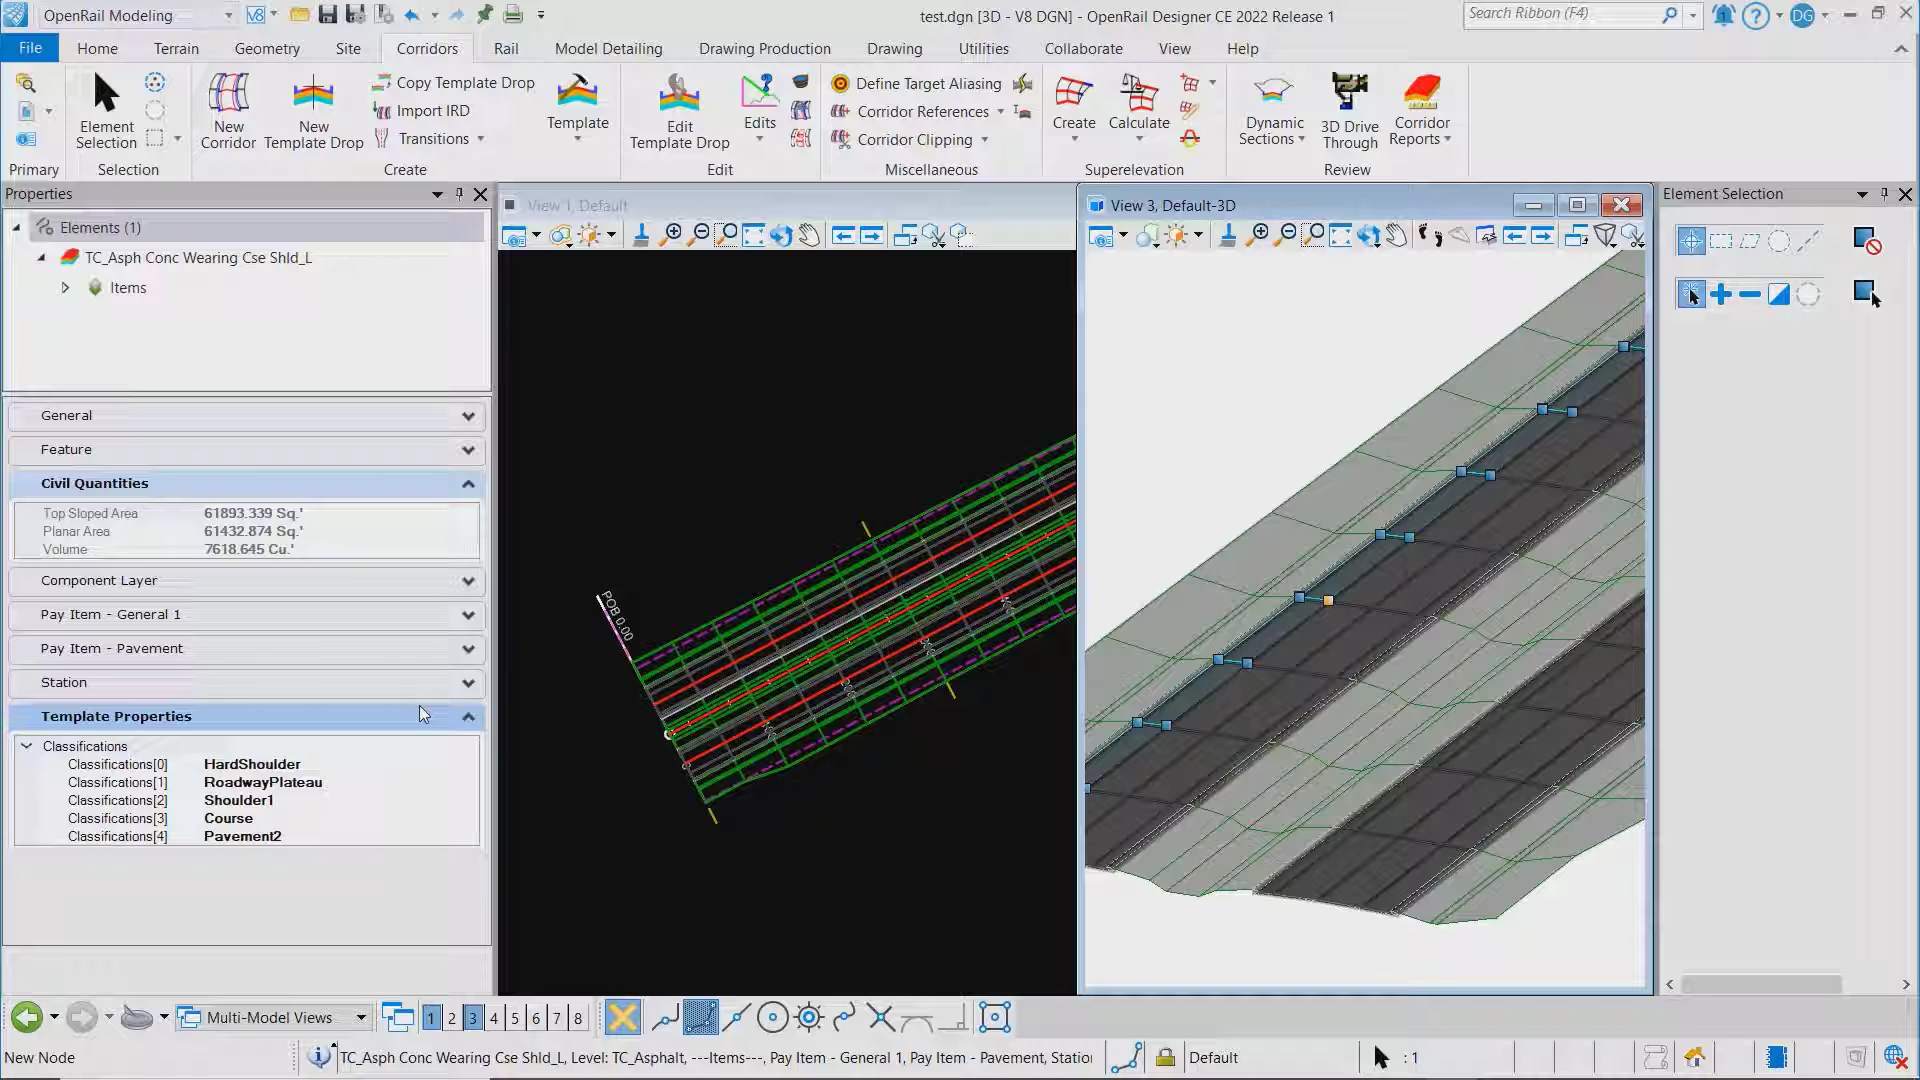 OpenRail Modeling
V8
test.dgn [3D - V8 DGN] - OpenRail Designer CE 2022 Release 1
Search Ribbon (F4)
DG
File
Home
Terrain
Geometry
Site
Corridors
Rail
Model Detailing
Drawing Production
Drawing
Utilities
Collaborate
View
Help
Element Selection
New Corridor
New Template Drop
Copy Template Drop
Import IRD
Transitions
Template
Edit Template Drop
Edits
Define Target Aliasing
Corridor References
Corridor Clipping
Create
Calculate
Dynamic Sections
3D Drive Through
Corridor Reports
Primary
Selection
Create
Edit
Miscellaneous
Superelevation
Review
Properties
Elements (1)
TC_Asph Conc Wearing Cse Shld_L
Items
General
Feature
Civil Quantities
Top Sloped Area 61893.339 Sq.'
Planar Area 61432.874 Sq.'
Volume 7618.645 Cu.'
Component Layer
Pay Item - General 1
Pay Item - Pavement
Station
Template Properties
Classifications
Classifications[0] HardShoulder
Classifications[1] RoadwayPlateau
Classifications[2] Shoulder1
Classifications[3] Course
Classifications[4] Pavement2
View 1, Default
POB 0.00
View 3, Default-3D
Element Selection
Multi-Model Views
1 2 3 4 5 6 7 8
New Node
TC_Asph Conc Wearing Cse Shld_L, Level: TC_Asphalt, ---Items---, Pay Item - General 1, Pay Item - Pavement, Station
Default
: 1